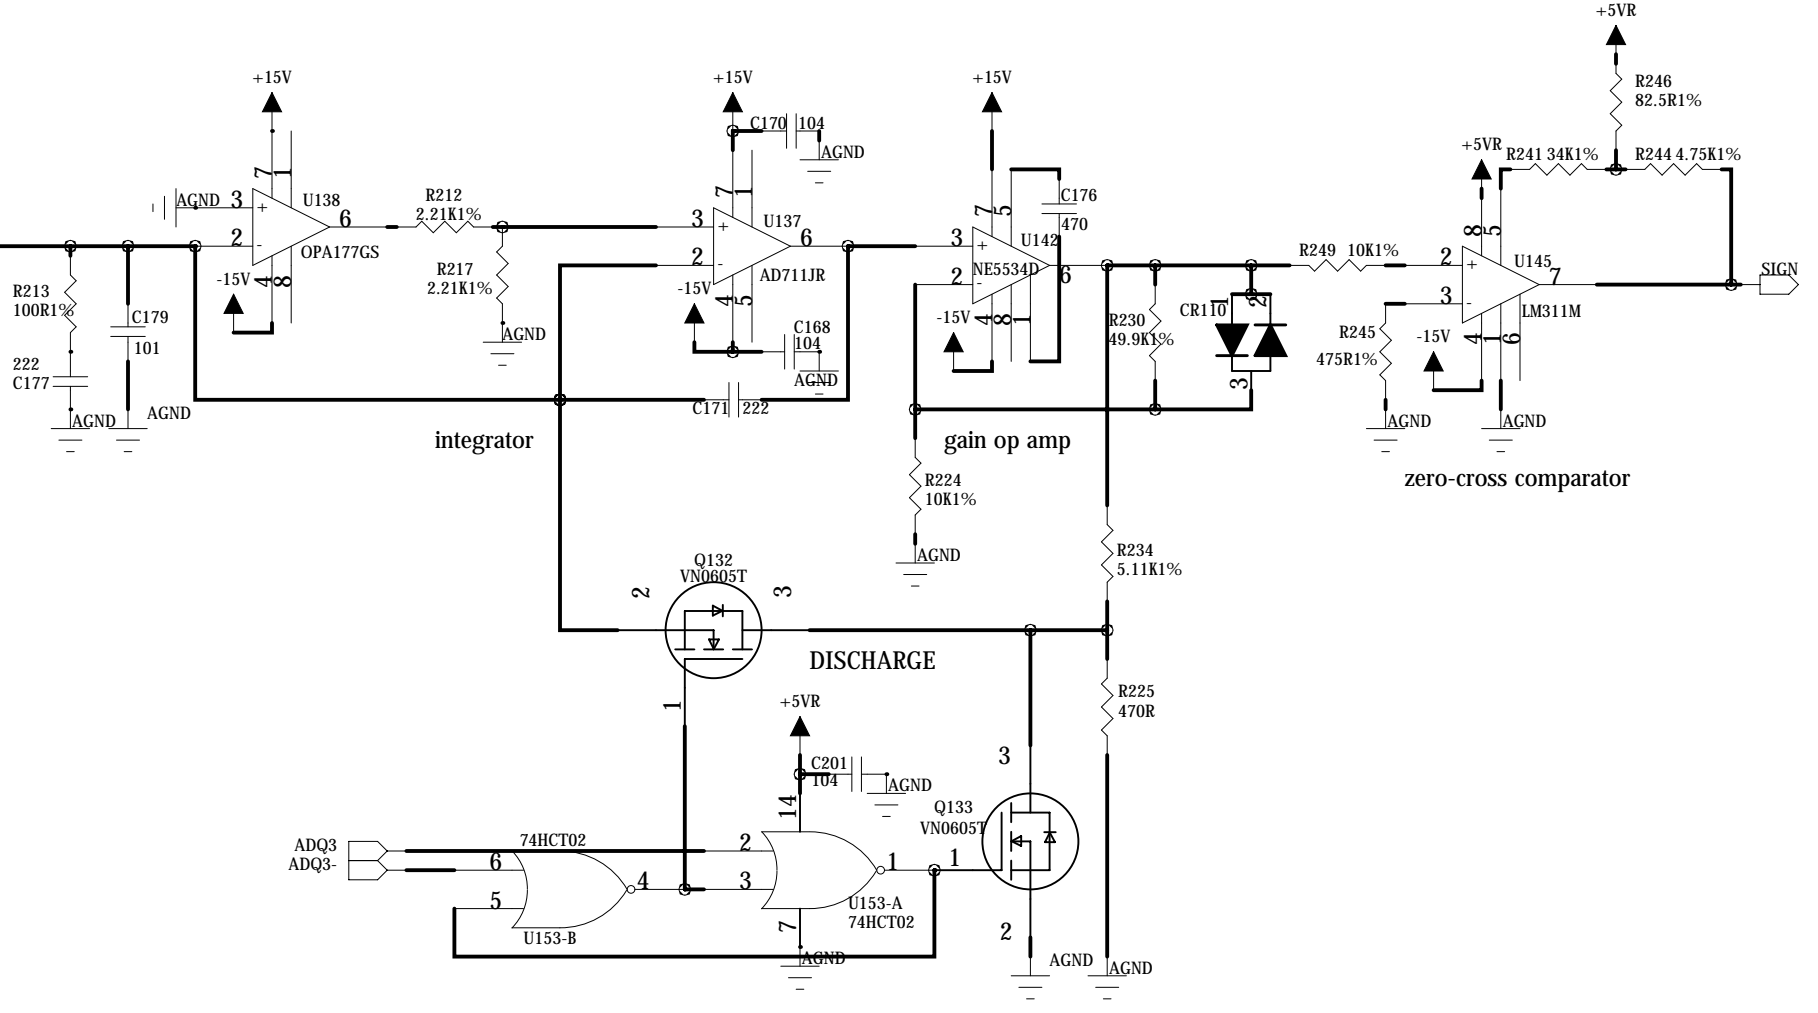 +5VR
R246
82.5R1%
+15V
+15V
+15V
+5VR
R241 34K1%
R244 4.75K1%
C170
104
AGND
7
1
7
1
7
5
8
5
AGND
3
+
U138
6
2
-
OPA177GS
4
8
-15V
R212
2.21K1%
R217
2.21K1%
AGND
3
+
U137
6
2
-
AD711JR
4
5
-15V
C168
104
AGND
C171
222
C176
470
3
+
U142
NE5534D
6
2
-
4
8
1
-15V
R230
49.9K1%
CR110
1
2
3
R249 10K1%
2
+
U145
7
3
-
LM311M
4
1
6
-15V
SIGN
R245
475R1%
AGND
AGND
R213
100R1%
C179
101
222
C177
AGND
AGND
integrator
gain op amp
zero-cross comparator
R224
10K1%
AGND
R234
5.11K1%
Q132
VN0605T
2
3
1
DISCHARGE
R225
470R
+5VR
C201
104
AGND
14
3
Q133
VN0605T
1
2
ADQ3
ADQ3-
74HCT02
6
5
4
U153-B
2
3
1
U153-A
74HCT02
7
AGND
AGND
AGND